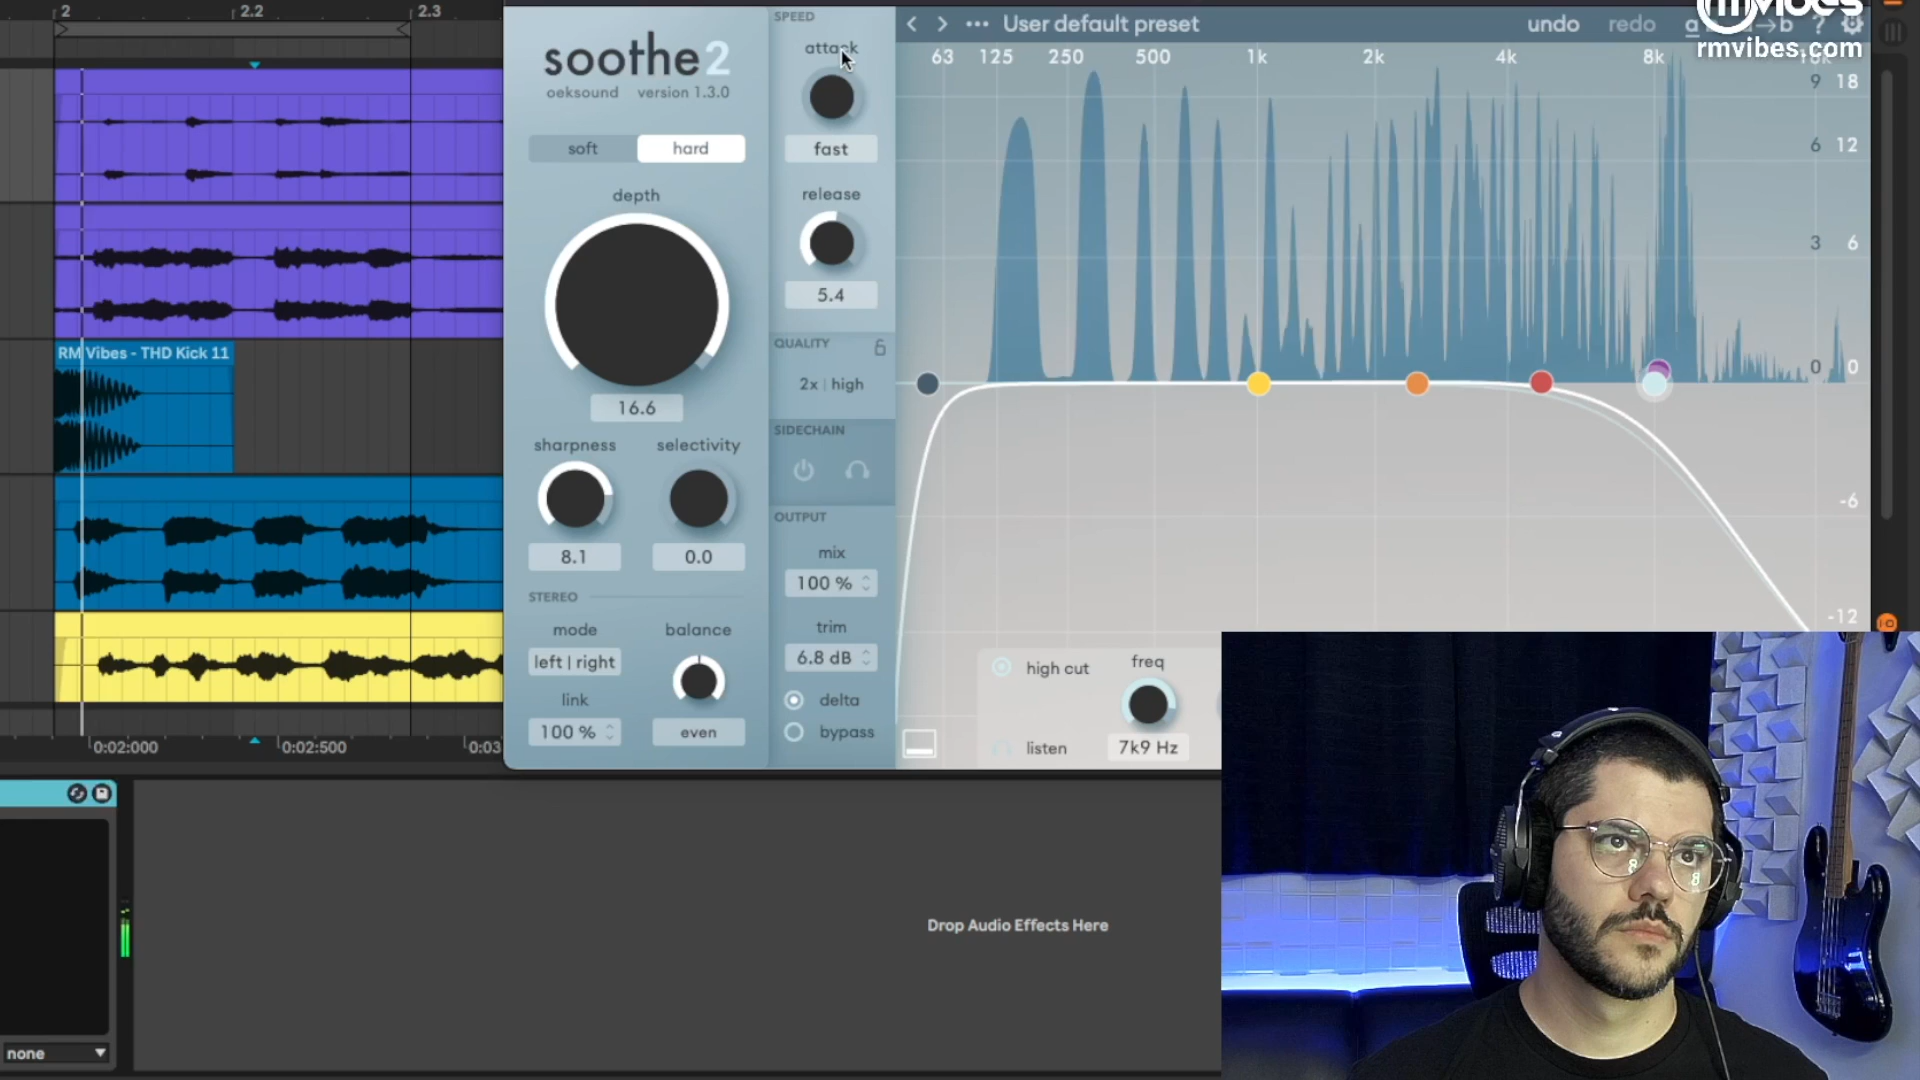 2
2.2
2.3
RM Vibes - THD Kick 11
0:02:000
0:02:500
0:03
none
soothe2
oeksound version 1.3.0
soft
hard
depth
16.6
sharpness
selectivity
8.1
0.0
STEREO
mode
balance
left | right
link
100 %
even
SPEED
attack
fast
release
5.4
QUALITY
2x | high
SIDECHAIN
OUTPUT
mix
100 %
trim
6.8 dB
delta
bypass
User default preset
undo
redo
a
b
?
rmvibes
rmvibes.com
63
125
250
500
1k
2k
4k
8k
9
18
6
12
3
6
0
0
-6
-12
high cut
freq
listen
7k9 Hz
Drop Audio Effects Here